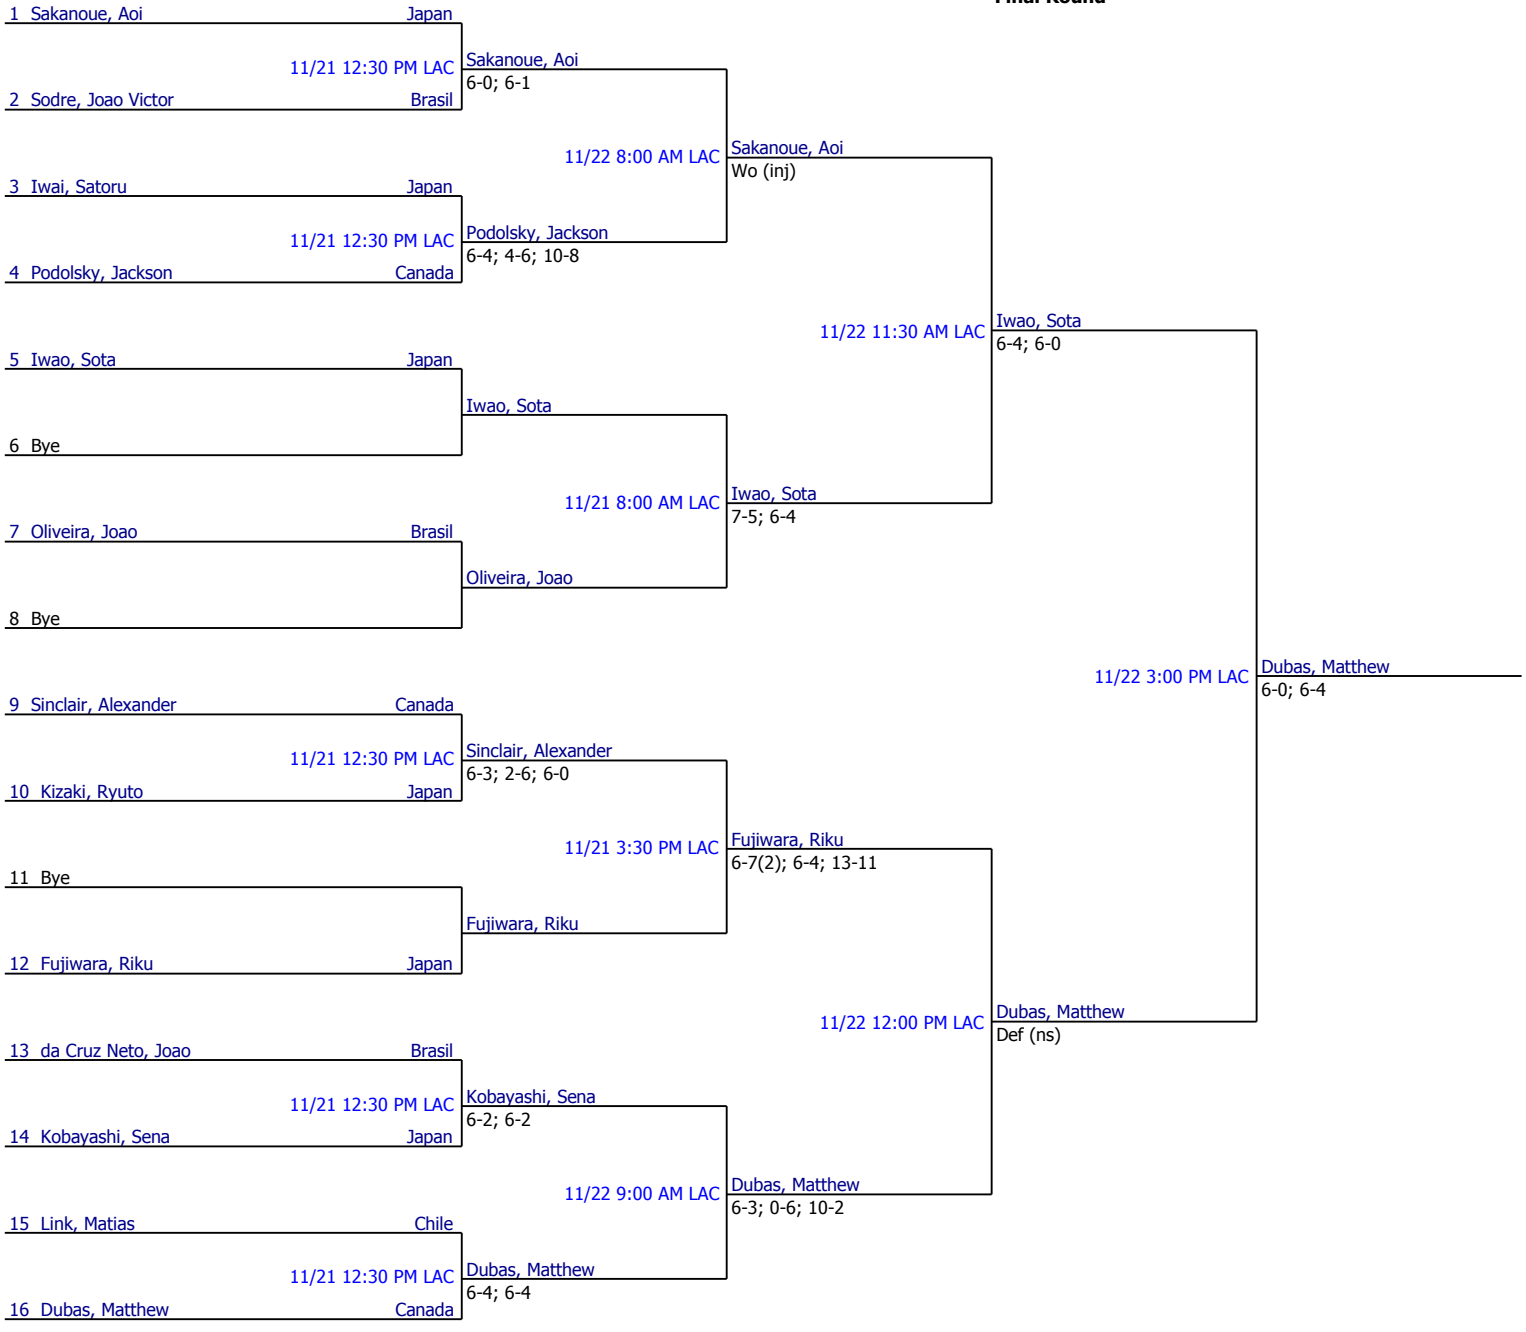 Final Round
1 Sakanoue, Aoi Japan
11/21 12:30 PM LAC Sakanoue, Aoi
6-0; 6-1
2 Sodre, Joao Victor Brasil
11/22 8:00 AM LAC Sakanoue, Aoi
Wo (inj)
3 Iwai, Satoru Japan
11/21 12:30 PM LAC Podolsky, Jackson
6-4; 4-6; 10-8
4 Podolsky, Jackson Canada
11/22 11:30 AM LAC Iwao, Sota
6-4; 6-0
5 Iwao, Sota Japan
Iwao, Sota
6 Bye
11/21 8:00 AM LAC Iwao, Sota
7-5; 6-4
7 Oliveira, Joao Brasil
Oliveira, Joao
8 Bye
11/22 3:00 PM LAC Dubas, Matthew
6-0; 6-4
9 Sinclair, Alexander Canada
11/21 12:30 PM LAC Sinclair, Alexander
6-3; 2-6; 6-0
10 Kizaki, Ryuto Japan
11/21 3:30 PM LAC Fujiwara, Riku
6-7(2); 6-4; 13-11
11 Bye
Fujiwara, Riku
12 Fujiwara, Riku Japan
11/22 12:00 PM LAC Dubas, Matthew
Def (ns)
13 da Cruz Neto, Joao Brasil
11/21 12:30 PM LAC Kobayashi, Sena
6-2; 6-2
14 Kobayashi, Sena Japan
11/22 9:00 AM LAC Dubas, Matthew
6-3; 0-6; 10-2
15 Link, Matias Chile
11/21 12:30 PM LAC Dubas, Matthew
6-4; 6-4
16 Dubas, Matthew Canada